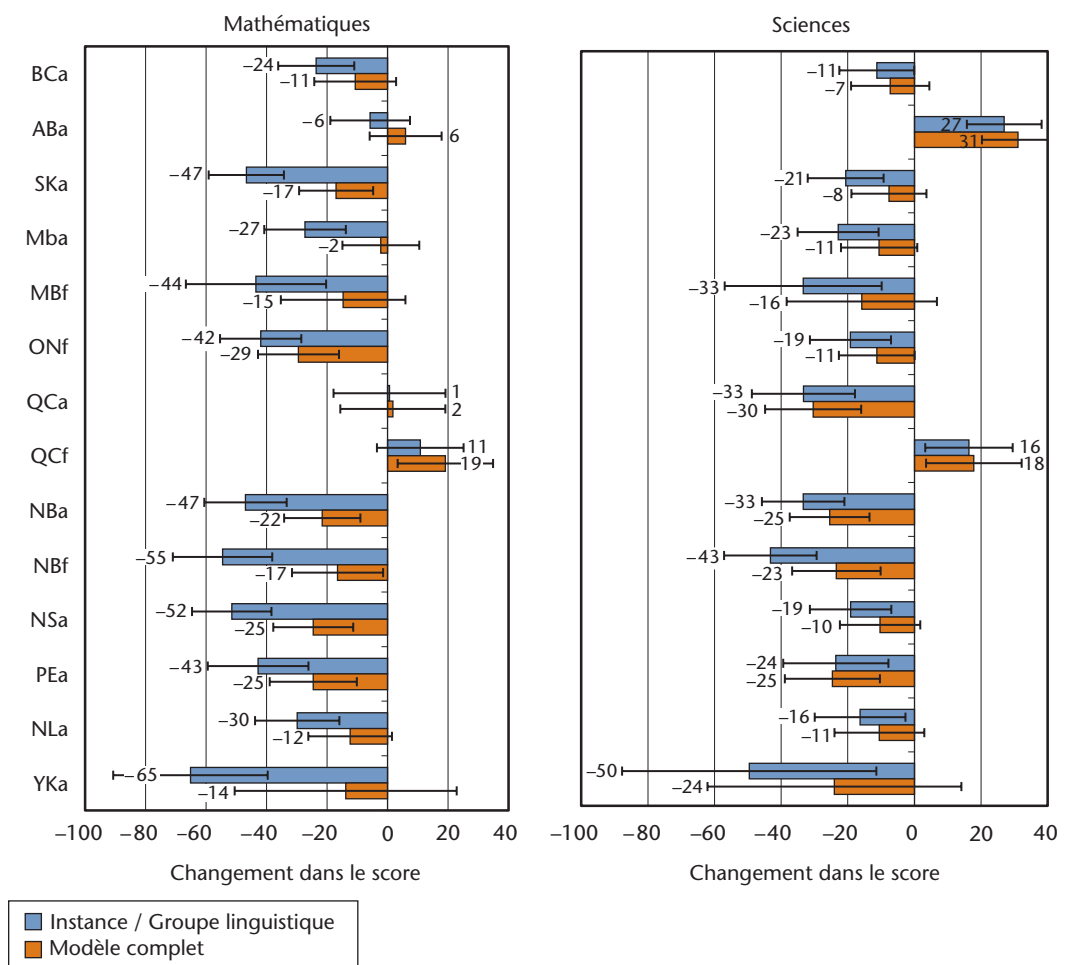 Mathématiques
BCa
ABa
SKa
Mba
MBf
ONf
QCa
QCf
NBa
NBf
NSa
PEa
NLa
YKa
−24
−11
−6
6
−47
−17
−27
−2
−44
−15
−42
−29
1
2
11
19
−47
−22
−55
−17
−52
−25
−43
−25
−30
−12
−65
−14
−100 −80 −60 −40 −20 0 20 40
Changement dans le score
Sciences
−11
−7
27
31
−21
−8
−23
−11
−33
−16
−19
−11
−33
−30
16
18
−33
−25
−43
−23
−19
−10
−24
−25
−16
−11
−50
−24
−100 −80 −60 −40 −20 0 20 40
Changement dans le score
Instance / Groupe linguistique
Modèle complet